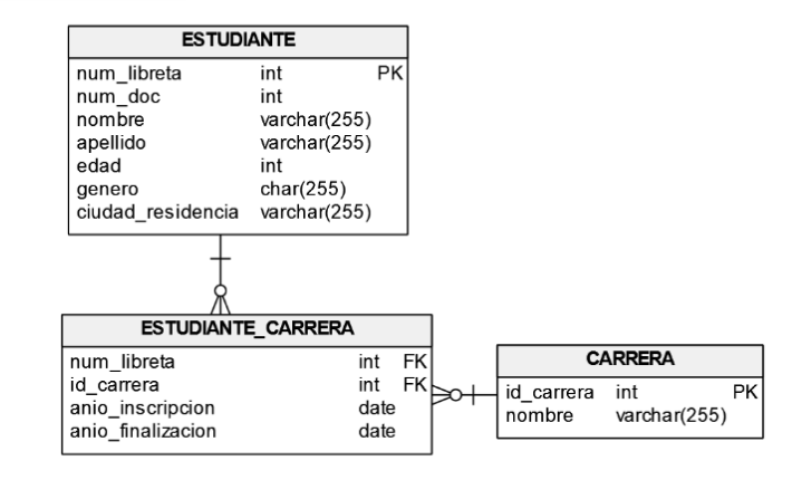 ESTUDIANTE
num_libreta int PK
num_doc int
nombre varchar(255)
apellido varchar(255)
edad int
genero char(255)
ciudad_residencia varchar(255)
ESTUDIANTE_CARRERA
num_libreta int FK
id_carrera int FK
anio_inscripcion date
anio_finalizacion date
CARRERA
id_carrera int PK
nombre varchar(255)